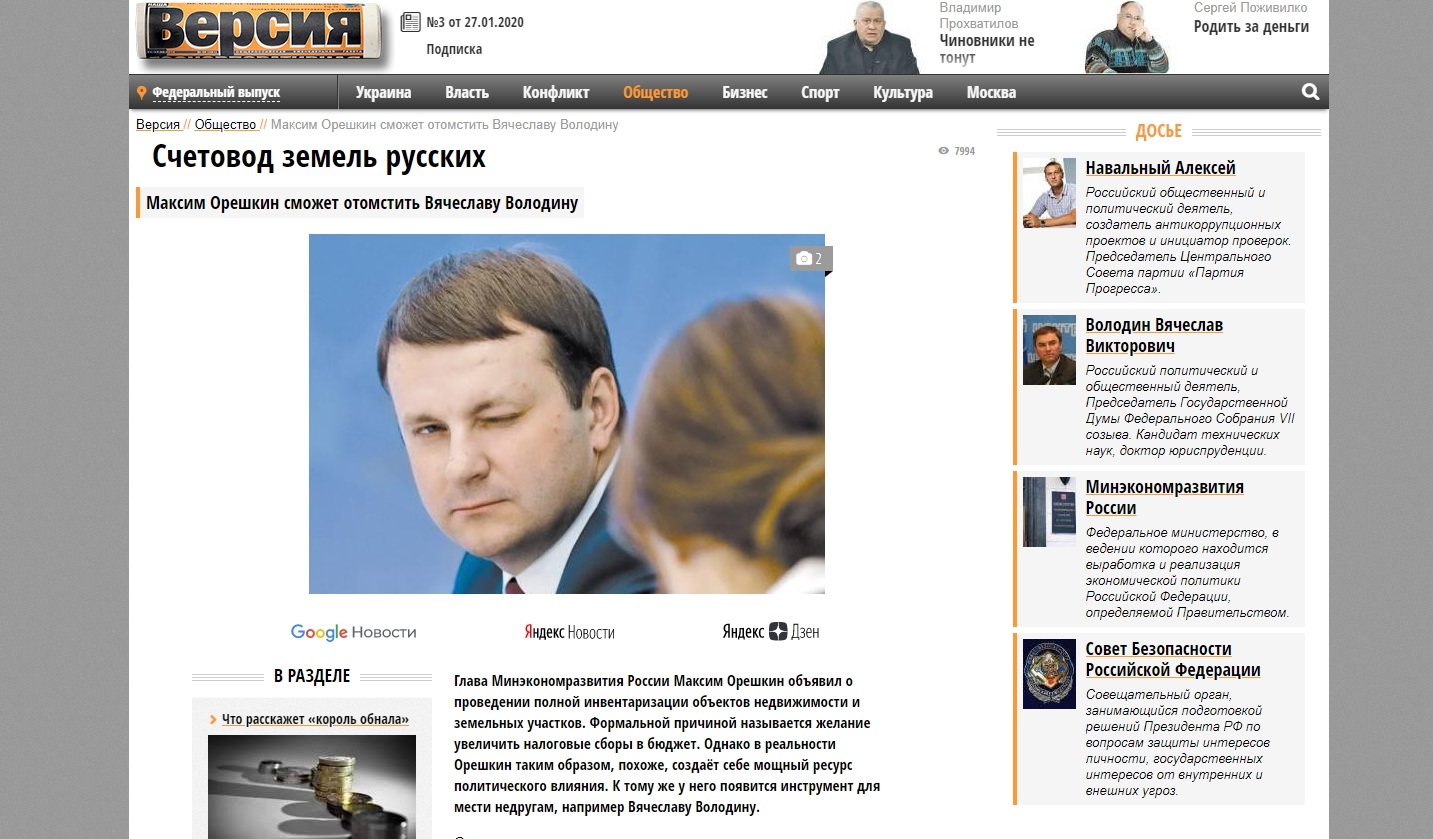 НАША
Версия
№3 от 27.01.2020
Подписка
Владимир
Прохватилов
Чиновники не
тонут
Сергей Поживилко
Родить за деньги
Федеральный выпуск
Украина Власть Конфликт Общество Бизнес Спорт Культура Москва
Версия // Общество // Максим Орешкин сможет отомстить Вячеславу Володину
Счетовод земель русских
7994
Максим Орешкин сможет отомстить Вячеславу Володину
2
Google Новости
Яндекс Новости
Яндекс Дзен
В РАЗДЕЛЕ
Что расскажет «король обнала»
Глава Минэкономразвития России Максим Орешкин объявил о
проведении полной инвентаризации объектов недвижимости и
земельных участков. Формальной причиной называется желание
увеличить налоговые сборы в бюджет. Однако в реальности
Орешкин таким образом, похоже, создаёт себе мощный ресурс
политического влияния. К тому же у него появится инструмент для
мести недругам, например Вячеславу Володину.
ДОСЬЕ
Навальный Алексей
Российский общественный и
политический деятель,
создатель антикоррупционных
проектов и инициатор проверок.
Председатель Центрального
Совета партии «Партия
Прогресса».
Володин Вячеслав
Викторович
Российский политический и
общественный деятель,
Председатель Государственной
Думы Федерального Собрания VII
созыва. Кандидат технических
наук, доктор юриспруденции.
Минэкономразвития
России
Федеральное министерство, в
ведении которого находится
выработка и реализация
экономической политики
Российской Федерации,
определяемой Правительством.
Совет Безопасности
Российской Федерации
Совещательный орган,
занимающийся подготовкой
решений Президента РФ по
вопросам защиты интересов
личности, государственных
интересов от внутренних и
внешних угроз.